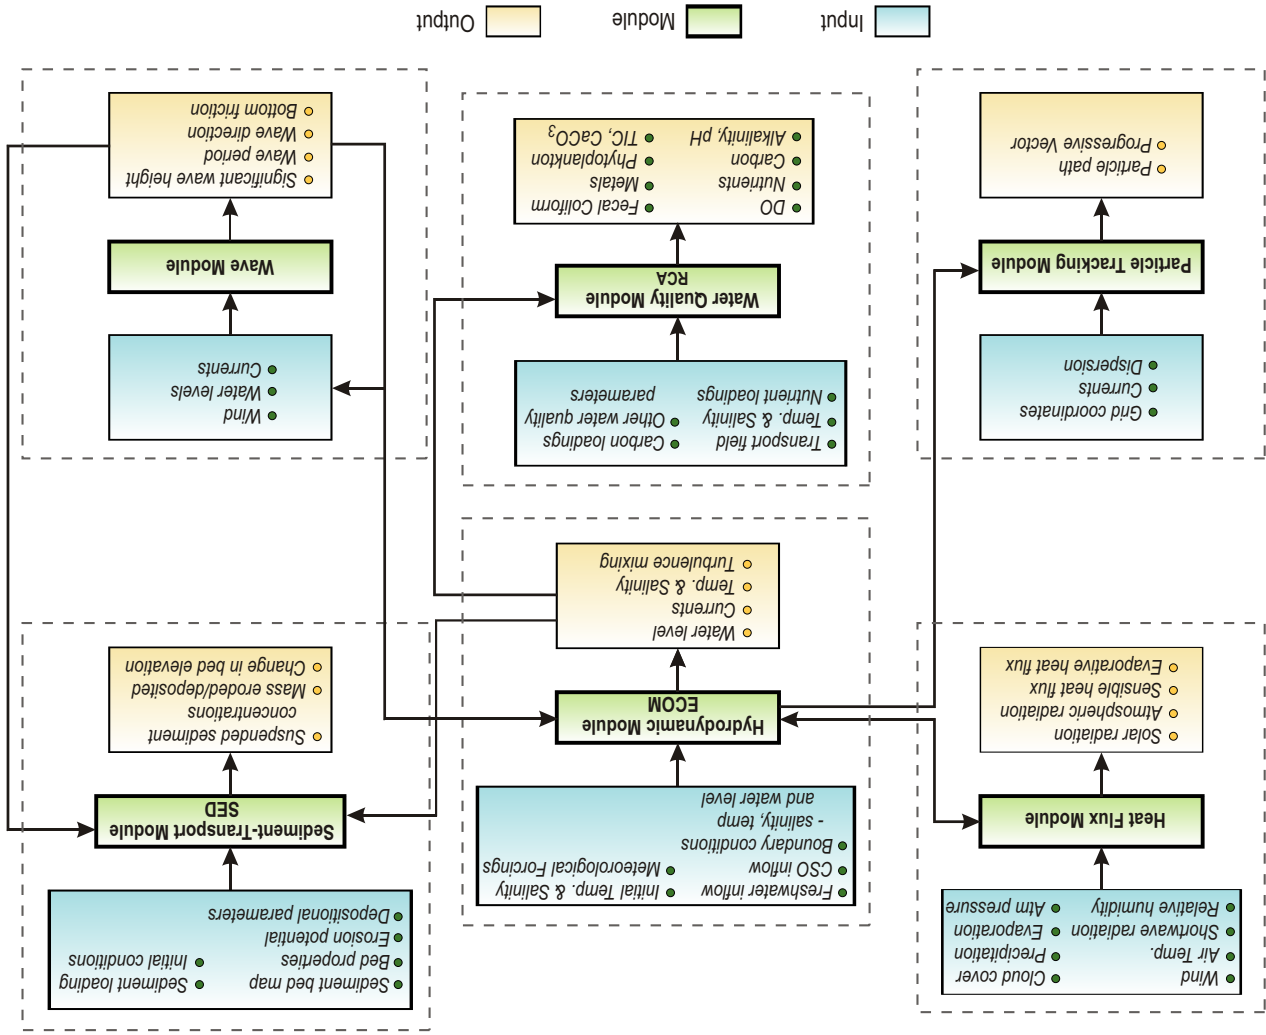 Wind
Air Temp.
Shortwave radiation
Relative humidity
Cloud cover
Precipitation
Evaporation
Atm pressure
Heat Flux Module
Solar radiation
Atmospheric radiation
Sensible heat flux
Evaporative heat flux
Freshwater inflow
CSO inflow
Boundary conditions
- salinity, temp
and water level
Initial Temp. & Salinity
Meteorological Forcings
Hydrodynamic Module
ECOM
Water level
Currents
Temp. & Salinity
Turbulence mixing
Sediment bed map
Bed properties
Erosion potential
Depositional parameters
Sediment loading
Initial conditions
Sediment-Transport Module
SED
Suspended sediment
concentrations
Mass eroded/deposited
Change in bed elevation
Grid coordinates
Currents
Dispersion
Particle Tracking Module
Particle path
Progressive Vector
Transport field
Temp. & Salinity
Nutrient loadings
Carbon loadings
Other water quality
parameters
Water Quality Module
RCA
DO
Nutrients
Carbon
Alkalinity, pH
Fecal Coliform
Metals
Phytoplankton
TIC, CaCO3
Wind
Water levels
Currents
Wave Module
Significant wave height
Wave period
Wave direction
Bottom friction
Input
Module
Output